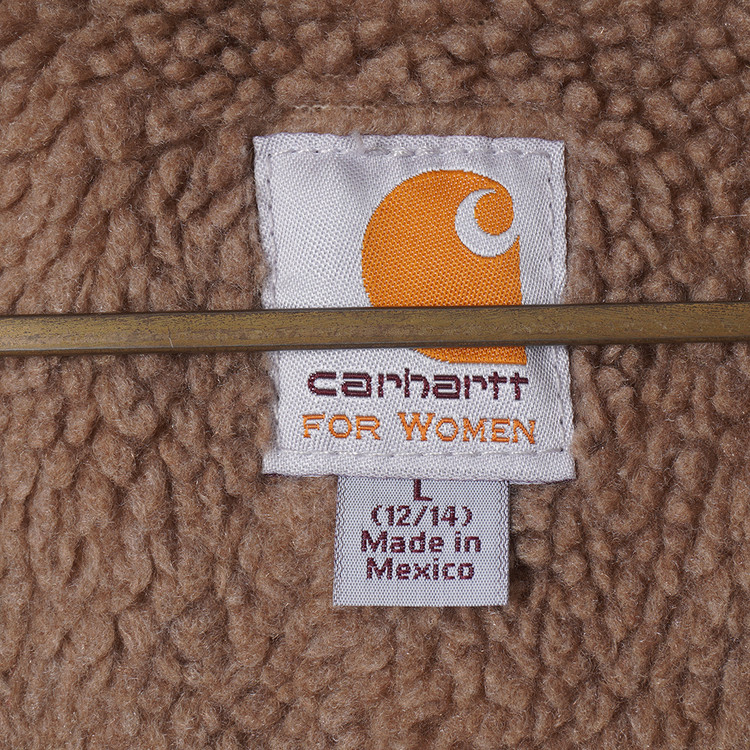 carhartt
FOR WOMEN
L
(12/14)
Made in
Mexico